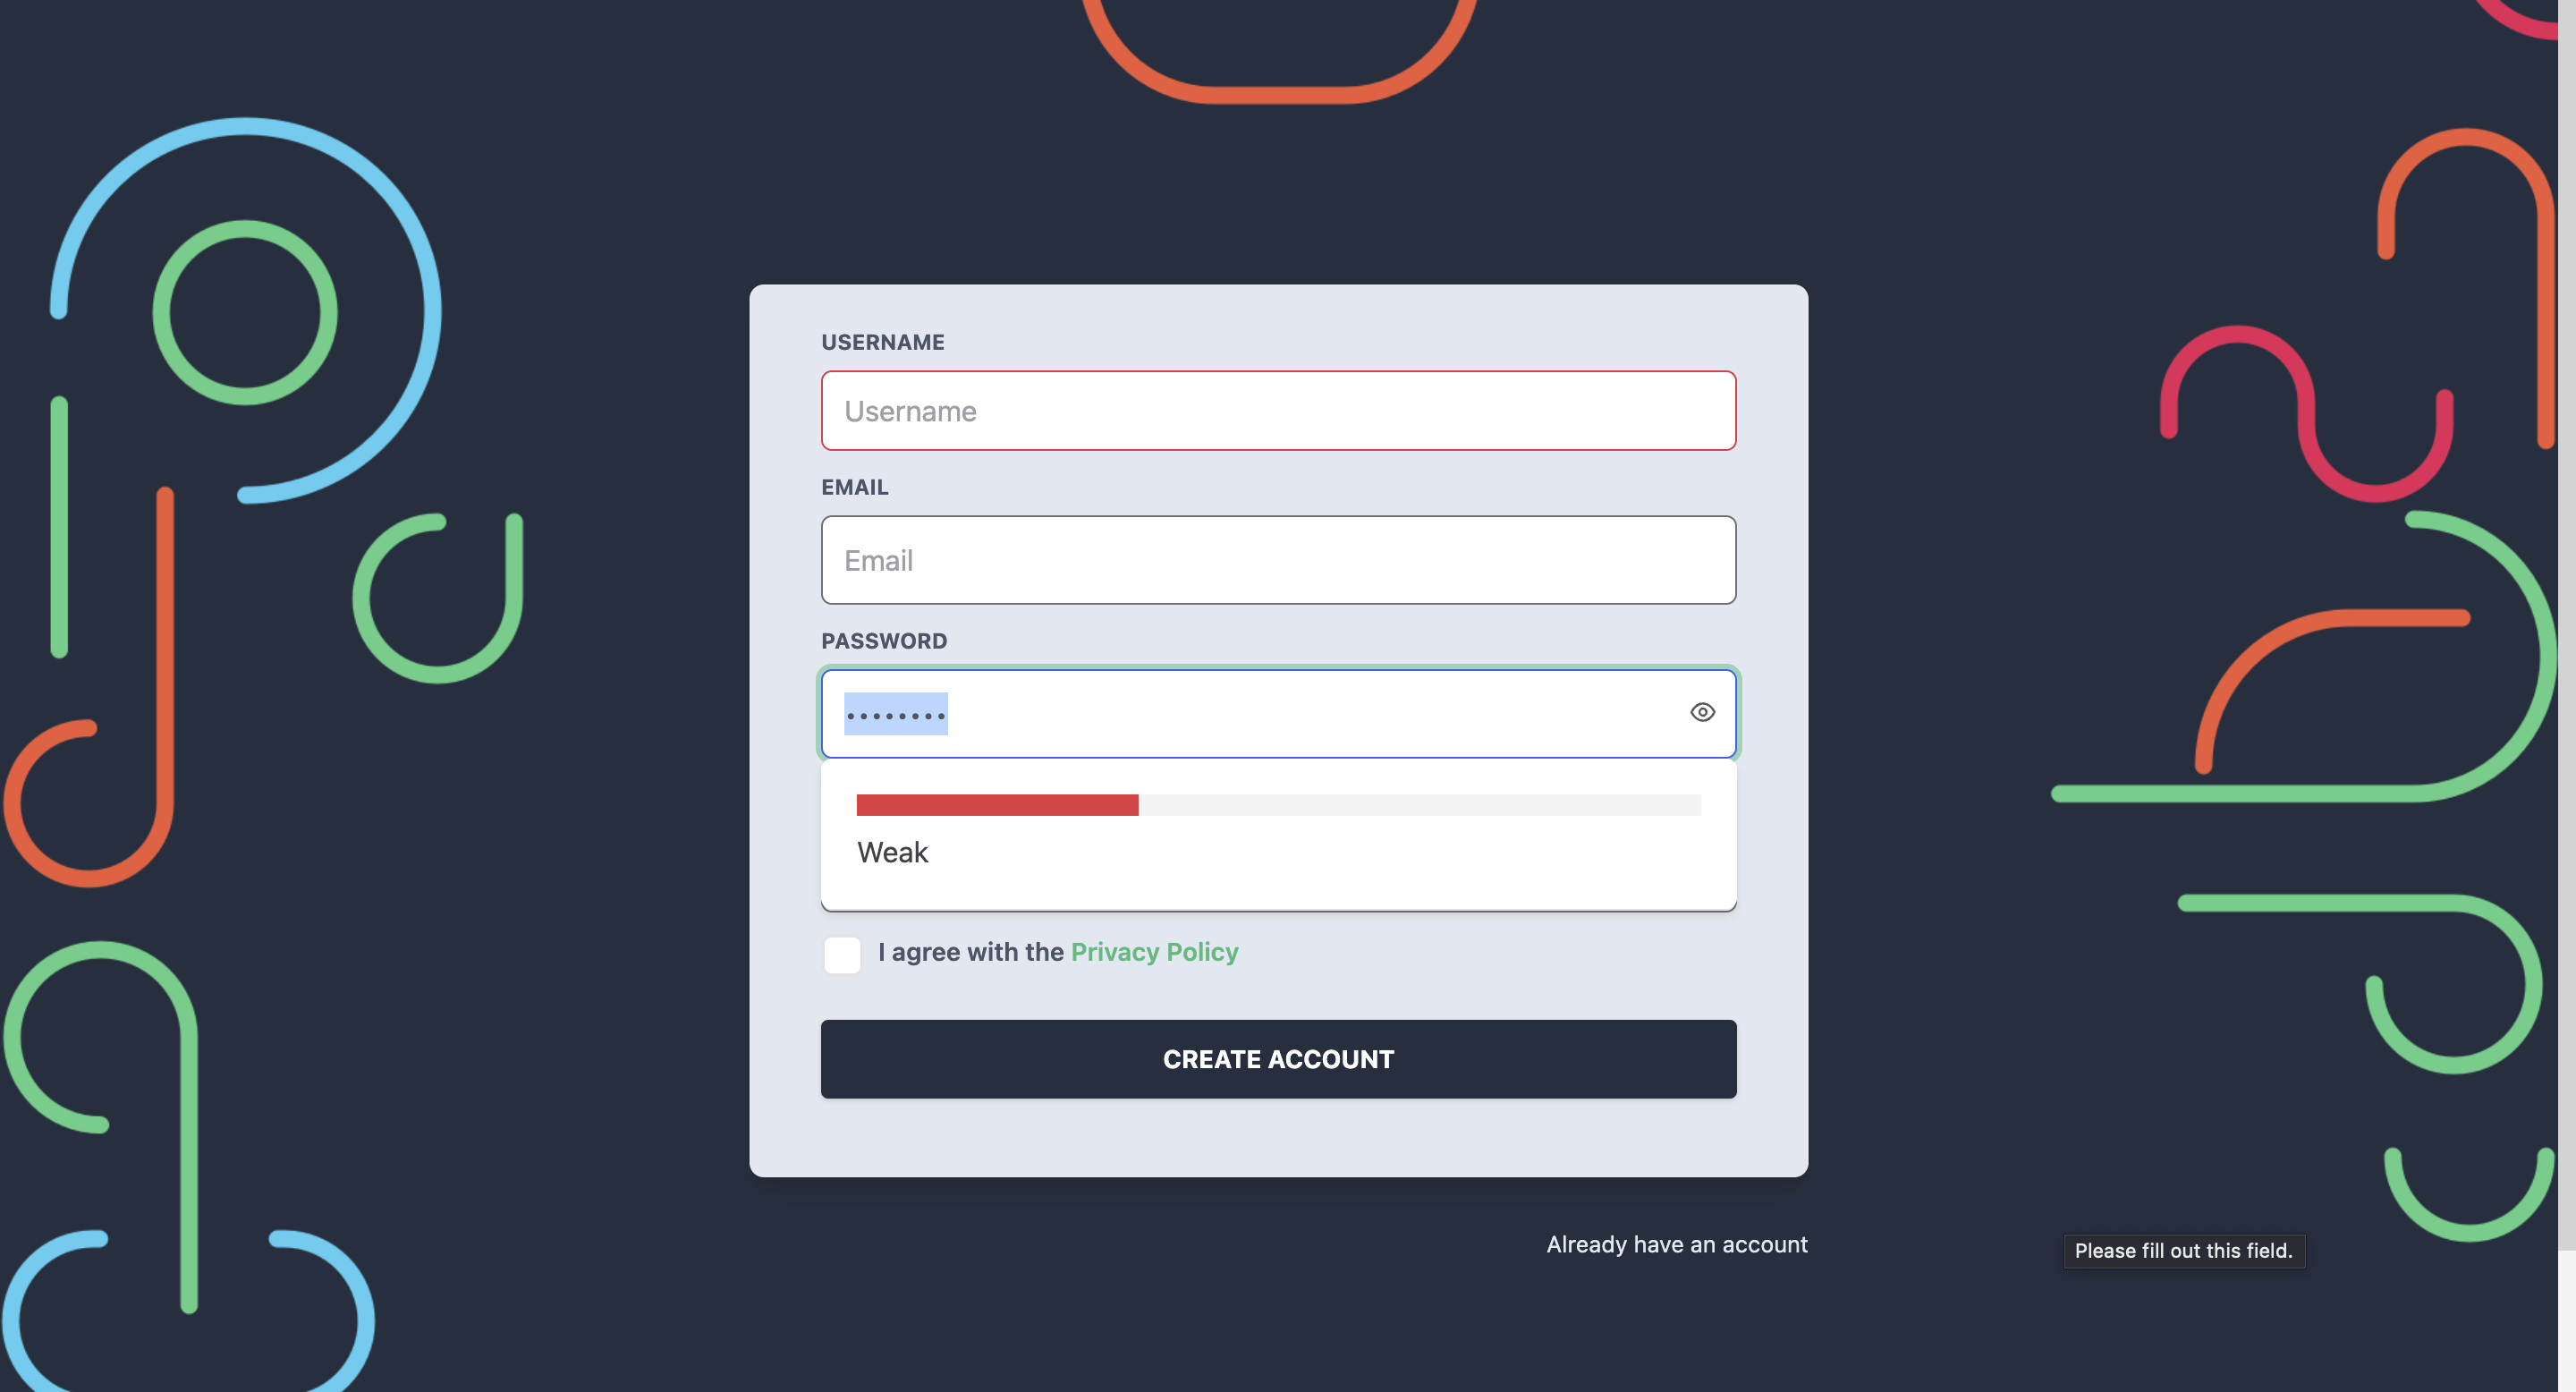 USERNAME
Username
EMAIL
Email
PASSWORD
••••••••
Weak
I agree with the Privacy Policy
CREATE ACCOUNT
Already have an account
Please fill out this field.